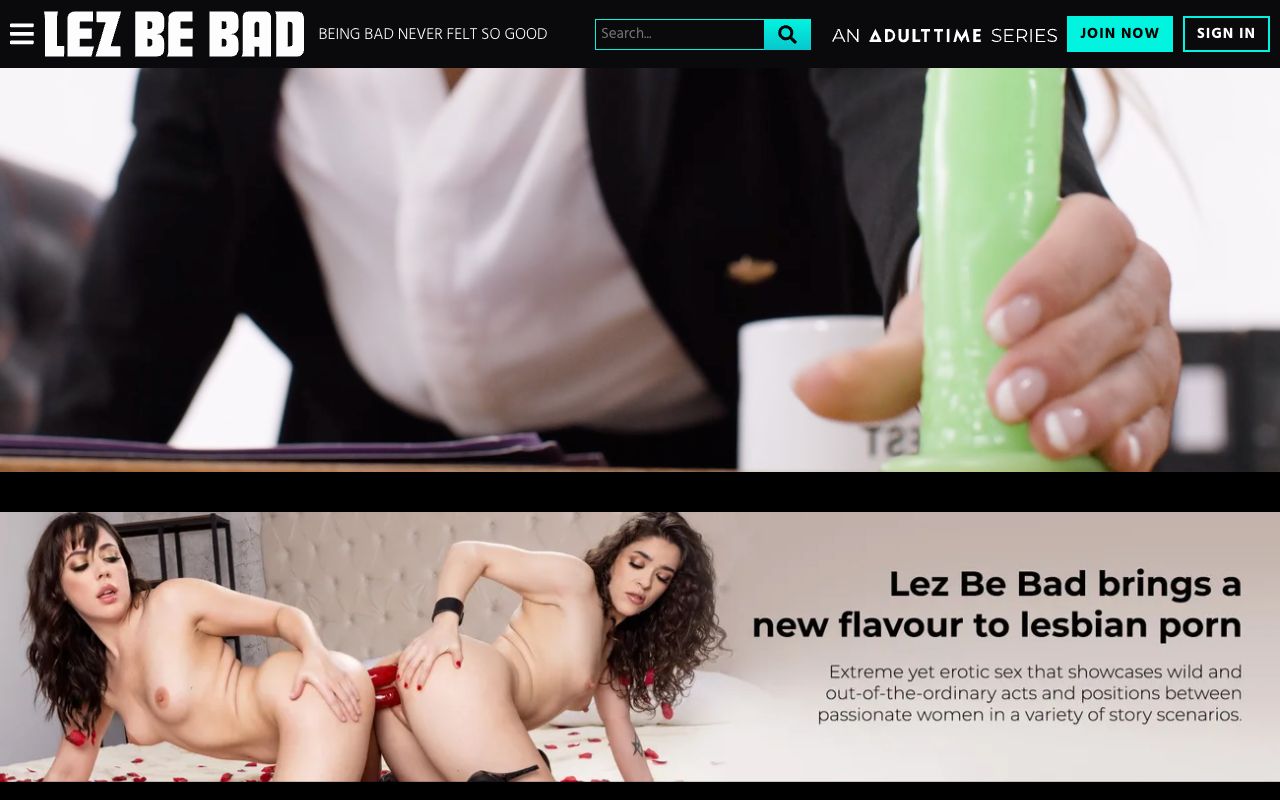 LEZ BE BAD
BEING BAD NEVER FELT SO GOOD
Search...
AN ADULTTIME SERIES
JOIN NOW
SIGN IN
Lez Be Bad brings a
new flavour to lesbian porn
Extreme yet erotic sex that showcases wild and
out-of-the-ordinary acts and positions between
passionate women in a variety of story scenarios.